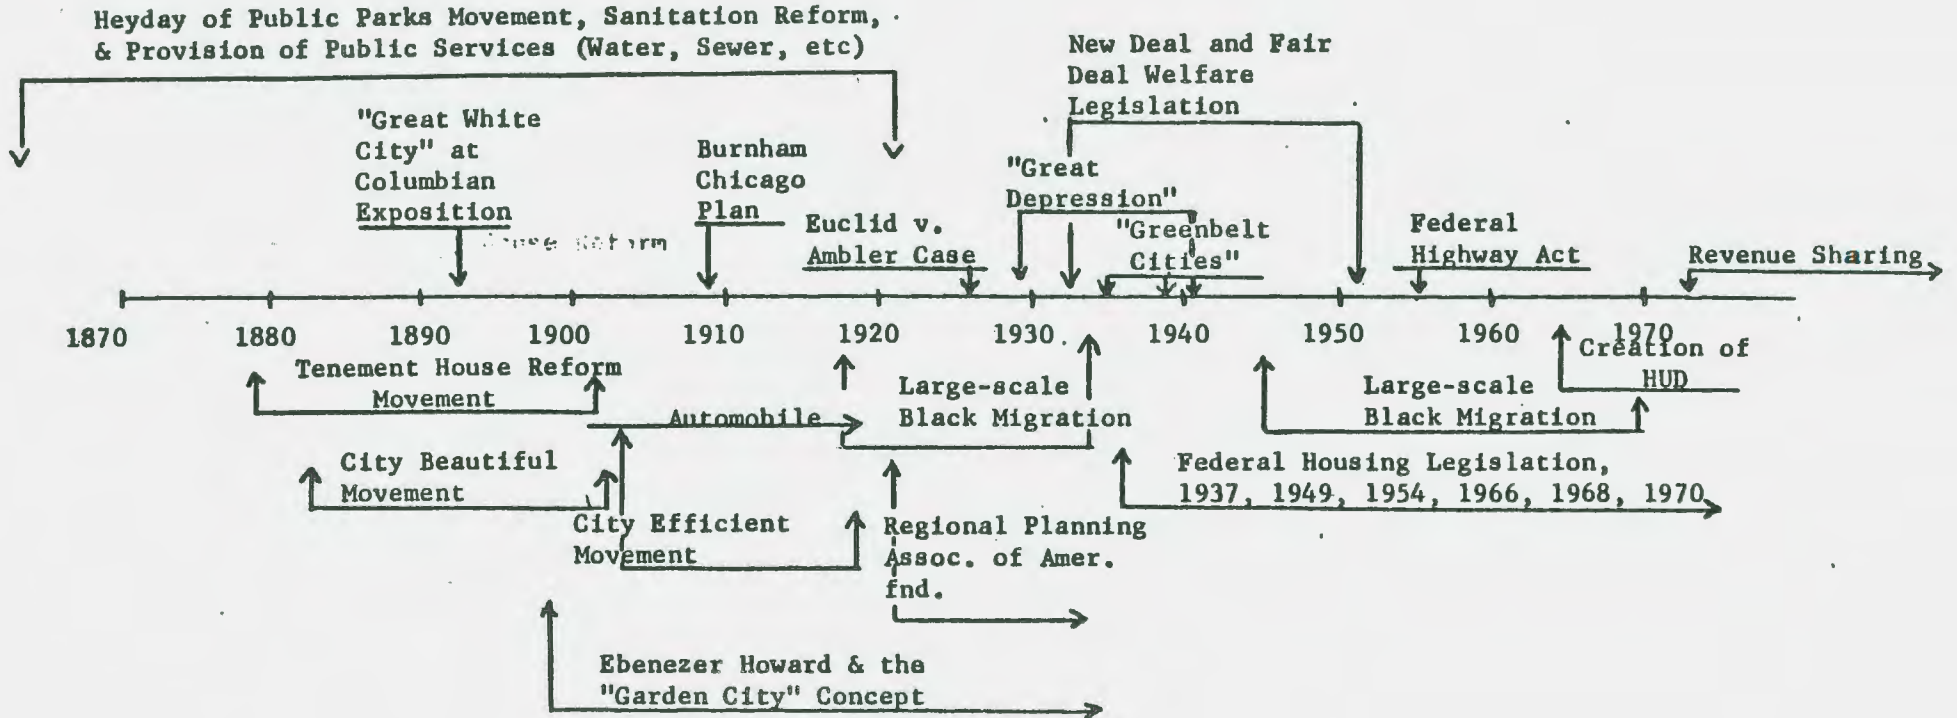 Heyday of Public Parks Movement, Sanitation Reform,
& Provision of Public Services (Water, Sewer, etc)
New Deal and Fair
Deal Welfare
Legislation
"Great White
City" at
Columbian
Exposition
Burnham
Chicago
Plan
"Great
Depression"
Euclid v.
Ambler Case
"Greenbelt
Cities"
Federal
Highway Act
Revenue Sharing
1870 1880 1890 1900 1910 1920 1930 1940 1950 1960 1970
Tenement House Reform
Movement
Automobile
Large-scale
Black Migration
Large-scale
Black Migration
Creation of
HUD
City Beautiful
Movement
Federal Housing Legislation,
1937, 1949, 1954, 1966, 1968, 1970
City Efficient
Movement
Regional Planning
Assoc. of Amer.
fnd.
Ebenezer Howard & the
"Garden City" Concept